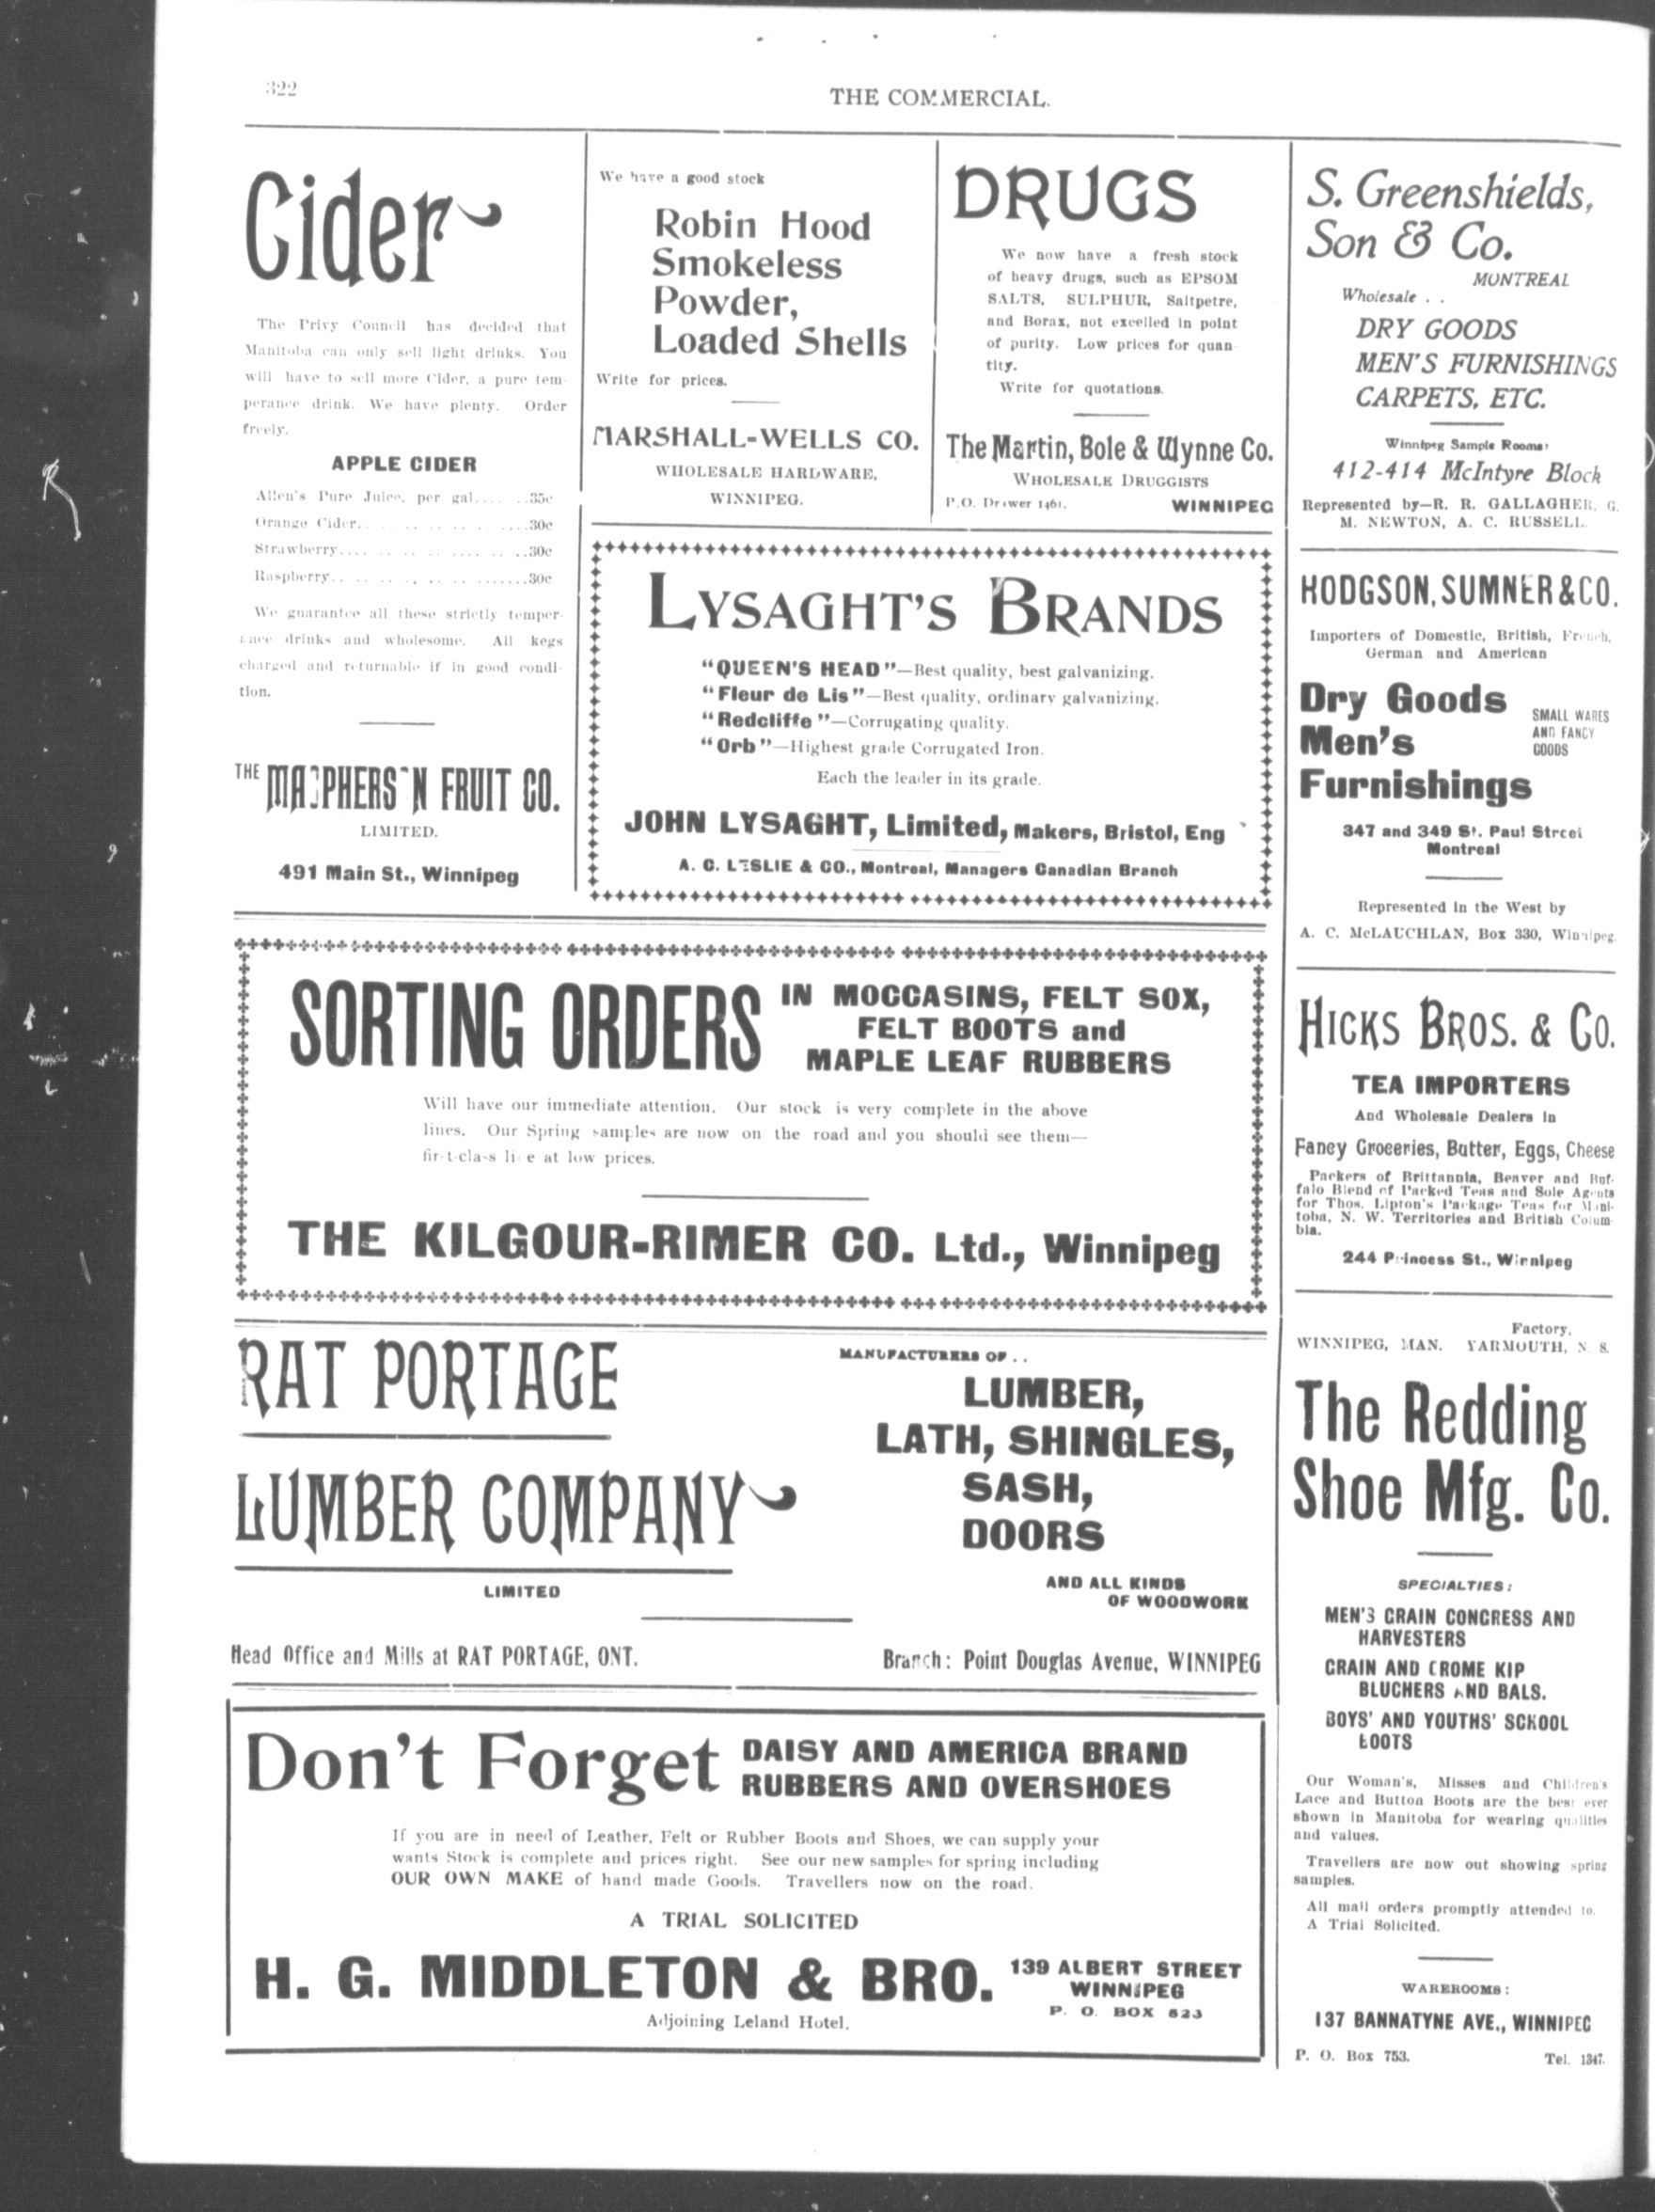 322
THE COMMERCIAL.
Cider
The Privy Council has decided that
Manitoba can only sell light drinks. You
will have to sell more Cider, a pure tem-
perance drink. We have plenty. Order
freely.
APPLE CIDER
Allen's Pure Juice, per gal.... ..35c
Orange Cider.. .. .. .. .. .. ....30c
Strawberry.... .. .. .. .... .. ..30c
Raspberry.. .. .. .. .. .. .......30c
We guarantee all these strictly temper-
ance drinks and wholesome. All kegs
charged and returnable if in good condi-
tion.
THE MACPHERSON FRUIT CO.
LIMITED.
491 Main St., Winnipeg
We have a good stock
Robin Hood
Smokeless
Powder,
Loaded Shells
Write for prices.
MARSHALL-WELLS CO.
WHOLESALE HARDWARE,
WINNIPEG.
DRUGS
We now have a fresh stock
of heavy drugs, such as EPSOM
SALTS, SULPHUR, Saltpetre,
and Borax, not excelled in point
of purity. Low prices for quan-
tity.
Write for quotations.
The Martin, Bole & Wynne Co.
WHOLESALE DRUGGISTS
P.O. Drawer 1461. WINNIPEG
LYSAGHT'S BRANDS
"QUEEN'S HEAD"—Best quality, best galvanizing.
"Fleur de Lis"—Best quality, ordinary galvanizing.
"Redcliffe"—Corrugating quality.
"Orb"—Highest grade Corrugated Iron.
Each the leader in its grade.
JOHN LYSAGHT, Limited, Makers, Bristol, Eng
A. C. LESLIE & CO., Montreal, Managers Canadian Branch
SORTING ORDERS IN MOCCASINS, FELT SOX,
FELT BOOTS and
MAPLE LEAF RUBBERS
Will have our immediate attention. Our stock is very complete in the above
lines. Our Spring samples are now on the road and you should see them—
first-class line at low prices.
THE KILGOUR-RIMER CO. Ltd., Winnipeg
RAT PORTAGE
LUMBER COMPANY
LIMITED
MANUFACTURERS OF . .
LUMBER,
LATH, SHINGLES,
SASH,
DOORS
AND ALL KINDS
OF WOODWORK
Head Office and Mills at RAT PORTAGE, ONT.
Branch: Point Douglas Avenue, WINNIPEG
Don't Forget DAISY AND AMERICA BRAND
RUBBERS AND OVERSHOES
If you are in need of Leather, Felt or Rubber Boots and Shoes, we can supply your
wants Stock is complete and prices right. See our new samples for spring including
OUR OWN MAKE of hand made Goods. Travellers now on the road.
A TRIAL SOLICITED
H. G. MIDDLETON & BRO. 139 ALBERT STREET
WINNIPEG
P. O. BOX 523
Adjoining Leland Hotel.
S. Greenshields,
Son & Co.
MONTREAL
Wholesale . .
DRY GOODS
MEN'S FURNISHINGS
CARPETS, ETC.
Winnipeg Sample Rooms:
412-414 McIntyre Block
Represented by—R. R. GALLAGHER, G.
M. NEWTON, A. C. RUSSELL.
HODGSON, SUMNER & CO.
Importers of Domestic, British, French,
German and American
Dry Goods
Men's
Furnishings
SMALL WARES
AND FANCY
GOODS
347 and 349 St. Paul Street
Montreal
Represented in the West by
A. C. McLAUCHLAN, Box 330, Winnipeg.
HICKS BROS. & CO.
TEA IMPORTERS
And Wholesale Dealers in
Fancy Groceries, Butter, Eggs, Cheese
Packers of Brittannia, Beaver and Buf-
falo Blend of Packed Teas and Sole Agents
for Thos. Lipton's Package Teas for Mani-
toba, N. W. Territories and British Colum-
bia.
244 Princess St., Winnipeg
Factory,
WINNIPEG, MAN. YARMOUTH, N. S.
The Redding
Shoe Mfg. Co.
SPECIALTIES:
MEN'S GRAIN CONGRESS AND
HARVESTERS
GRAIN AND CROME KIP
BLUCHERS AND BALS.
BOYS' AND YOUTHS' SCHOOL
BOOTS
Our Woman's, Misses and Children's
Lace and Button Boots are the best ever
shown in Manitoba for wearing qualities
and values.
Travellers are now out showing spring
samples.
All mail orders promptly attended to.
A Trial Solicited.
WAREROOMS:
137 BANNATYNE AVE., WINNIPEG
P. O. Box 753. Tel. 1347.